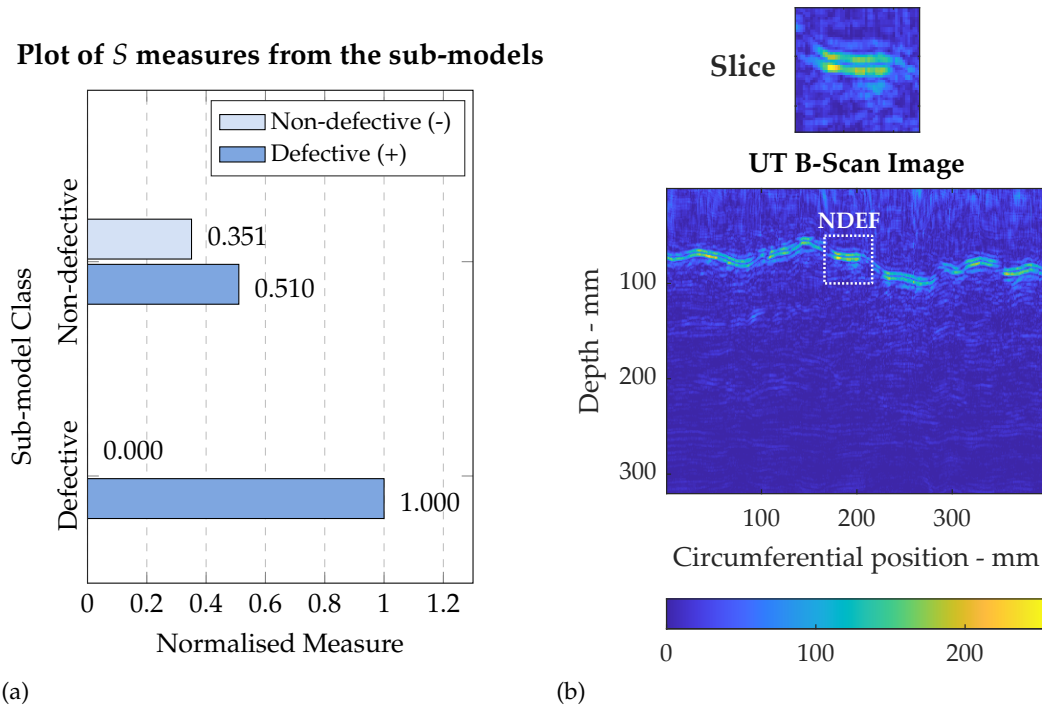 Plot of S measures from the sub-models
Non-defective (-)
Defective (+)
Sub-model Class
Non-defective
Defective
0.351
0.510
0.000
1.000
0 0.2 0.4 0.6 0.8 1 1.2
Normalised Measure
(a)
Slice
UT B-Scan Image
NDEF
Depth - mm
100
200
300
100 200 300
Circumferential position - mm
0 100 200
(b)